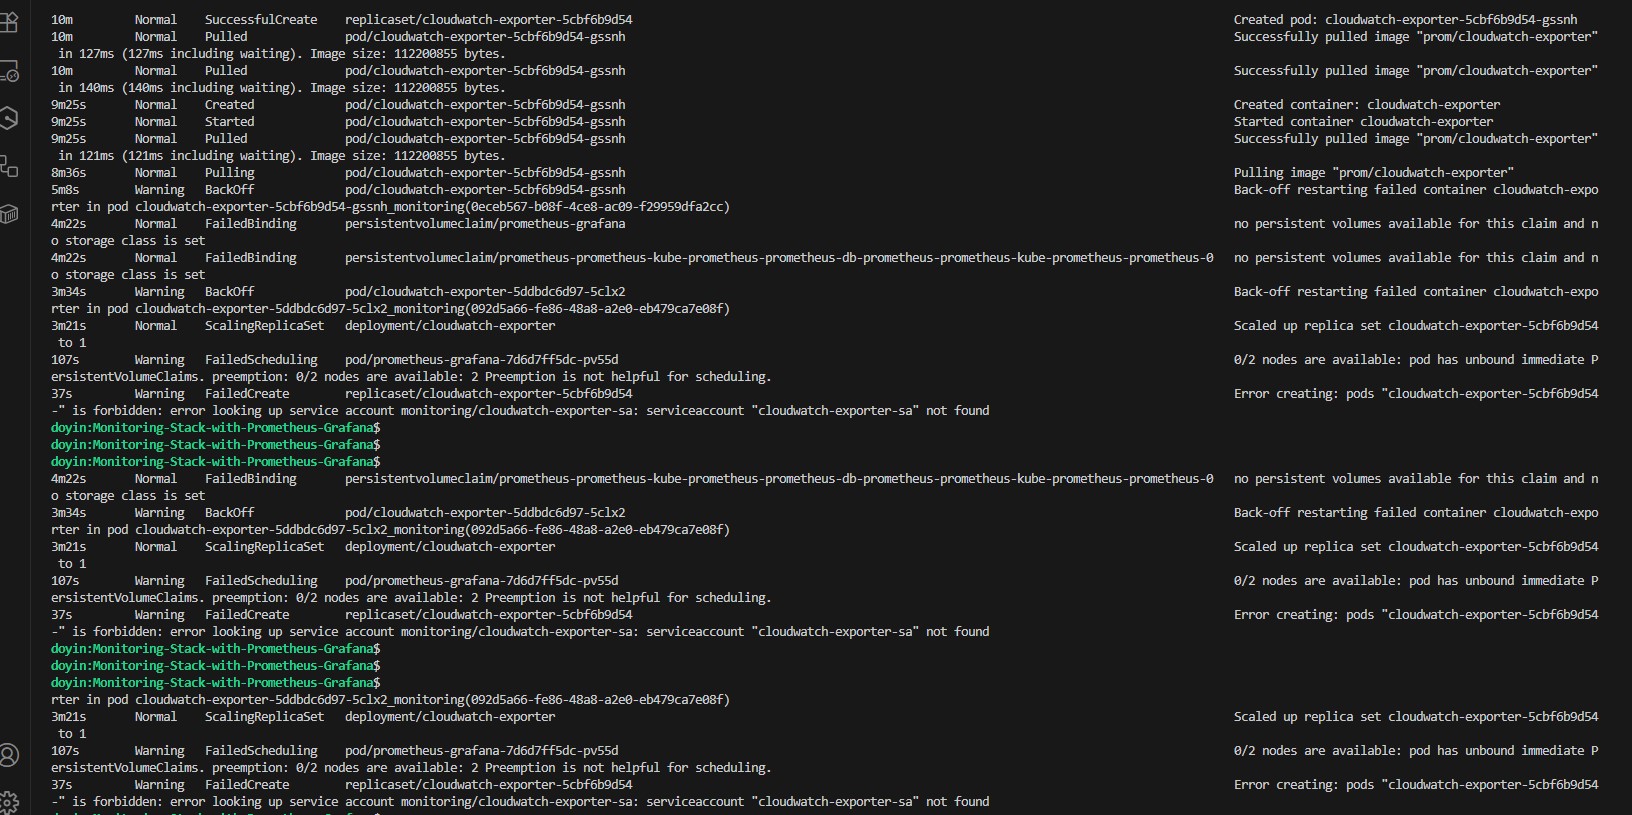 10m Normal SuccessfulCreate replicaset/cloudwatch-exporter-5cbf6b9d54 Created pod: cloudwatch-exporter-5cbf6b9d54-gssnh
10m Normal Pulled pod/cloudwatch-exporter-5cbf6b9d54-gssnh Successfully pulled image "prom/cloudwatch-exporter"
in 127ms (127ms including waiting). Image size: 112200855 bytes.
10m Normal Pulled pod/cloudwatch-exporter-5cbf6b9d54-gssnh Successfully pulled image "prom/cloudwatch-exporter"
in 140ms (140ms including waiting). Image size: 112200855 bytes.
9m25s Normal Created pod/cloudwatch-exporter-5cbf6b9d54-gssnh Created container: cloudwatch-exporter
9m25s Normal Started pod/cloudwatch-exporter-5cbf6b9d54-gssnh Started container cloudwatch-exporter
9m25s Normal Pulled pod/cloudwatch-exporter-5cbf6b9d54-gssnh Successfully pulled image "prom/cloudwatch-exporter"
in 121ms (121ms including waiting). Image size: 112200855 bytes.
8m36s Normal Pulling pod/cloudwatch-exporter-5cbf6b9d54-gssnh Pulling image "prom/cloudwatch-exporter"
5m8s Warning BackOff pod/cloudwatch-exporter-5cbf6b9d54-gssnh Back-off restarting failed container cloudwatch-expo
rter in pod cloudwatch-exporter-5cbf6b9d54-gssnh_monitoring(0eceb567-b08f-4ce8-ac09-f29959dfa2cc)
4m22s Normal FailedBinding persistentvolumeclaim/prometheus-grafana no persistent volumes available for this claim and n
o storage class is set
4m22s Normal FailedBinding persistentvolumeclaim/prometheus-prometheus-kube-prometheus-prometheus-db-prometheus-prometheus-kube-prometheus-prometheus-0 no persistent volumes available for this claim and n
o storage class is set
3m34s Warning BackOff pod/cloudwatch-exporter-5ddbdc6d97-5clx2 Back-off restarting failed container cloudwatch-expo
rter in pod cloudwatch-exporter-5ddbdc6d97-5clx2_monitoring(092d5a66-fe86-48a8-a2e0-eb479ca7e08f)
3m21s Normal ScalingReplicaSet deployment/cloudwatch-exporter Scaled up replica set cloudwatch-exporter-5cbf6b9d54
to 1
107s Warning FailedScheduling pod/prometheus-grafana-7d6d7ff5dc-pv55d 0/2 nodes are available: pod has unbound immediate P
ersistentVolumeClaims. preemption: 0/2 nodes are available: 2 Preemption is not helpful for scheduling.
37s Warning FailedCreate replicaset/cloudwatch-exporter-5cbf6b9d54 Error creating: pods "cloudwatch-exporter-5cbf6b9d54
-" is forbidden: error looking up service account monitoring/cloudwatch-exporter-sa: serviceaccount "cloudwatch-exporter-sa" not found
doyin:Monitoring-Stack-with-Prometheus-Grafana$
doyin:Monitoring-Stack-with-Prometheus-Grafana$
doyin:Monitoring-Stack-with-Prometheus-Grafana$
4m22s Normal FailedBinding persistentvolumeclaim/prometheus-prometheus-kube-prometheus-prometheus-db-prometheus-prometheus-kube-prometheus-prometheus-0 no persistent volumes available for this claim and n
o storage class is set
3m34s Warning BackOff pod/cloudwatch-exporter-5ddbdc6d97-5clx2 Back-off restarting failed container cloudwatch-expo
rter in pod cloudwatch-exporter-5ddbdc6d97-5clx2_monitoring(092d5a66-fe86-48a8-a2e0-eb479ca7e08f)
3m21s Normal ScalingReplicaSet deployment/cloudwatch-exporter Scaled up replica set cloudwatch-exporter-5cbf6b9d54
to 1
107s Warning FailedScheduling pod/prometheus-grafana-7d6d7ff5dc-pv55d 0/2 nodes are available: pod has unbound immediate P
ersistentVolumeClaims. preemption: 0/2 nodes are available: 2 Preemption is not helpful for scheduling.
37s Warning FailedCreate replicaset/cloudwatch-exporter-5cbf6b9d54 Error creating: pods "cloudwatch-exporter-5cbf6b9d54
-" is forbidden: error looking up service account monitoring/cloudwatch-exporter-sa: serviceaccount "cloudwatch-exporter-sa" not found
doyin:Monitoring-Stack-with-Prometheus-Grafana$
doyin:Monitoring-Stack-with-Prometheus-Grafana$
doyin:Monitoring-Stack-with-Prometheus-Grafana$
rter in pod cloudwatch-exporter-5ddbdc6d97-5clx2_monitoring(092d5a66-fe86-48a8-a2e0-eb479ca7e08f)
3m21s Normal ScalingReplicaSet deployment/cloudwatch-exporter Scaled up replica set cloudwatch-exporter-5cbf6b9d54
to 1
107s Warning FailedScheduling pod/prometheus-grafana-7d6d7ff5dc-pv55d 0/2 nodes are available: pod has unbound immediate P
ersistentVolumeClaims. preemption: 0/2 nodes are available: 2 Preemption is not helpful for scheduling.
37s Warning FailedCreate replicaset/cloudwatch-exporter-5cbf6b9d54 Error creating: pods "cloudwatch-exporter-5cbf6b9d54
-" is forbidden: error looking up service account monitoring/cloudwatch-exporter-sa: serviceaccount "cloudwatch-exporter-sa" not found